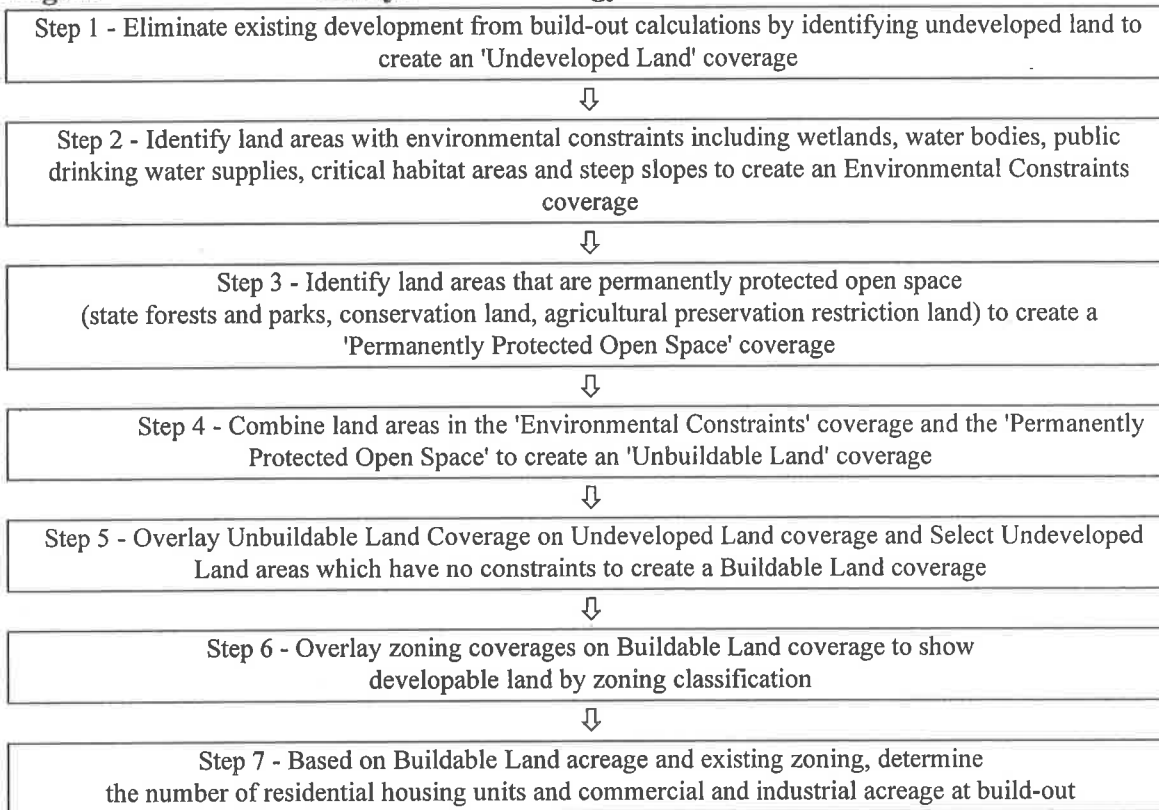 Step 1 - Eliminate existing development from build-out calculations by identifying undeveloped land to
create an 'Undeveloped Land' coverage
Step 2 - Identify land areas with environmental constraints including wetlands, water bodies, public
drinking water supplies, critical habitat areas and steep slopes to create an Environmental Constraints
coverage
Step 3 - Identify land areas that are permanently protected open space
(state forests and parks, conservation land, agricultural preservation restriction land) to create a
'Permanently Protected Open Space' coverage
Step 4 - Combine land areas in the 'Environmental Constraints' coverage and the 'Permanently
Protected Open Space' to create an 'Unbuildable Land' coverage
Step 5 - Overlay Unbuildable Land Coverage on Undeveloped Land coverage and Select Undeveloped
Land areas which have no constraints to create a Buildable Land coverage
Step 6 - Overlay zoning coverages on Buildable Land coverage to show
developable land by zoning classification
Step 7 - Based on Buildable Land acreage and existing zoning, determine
the number of residential housing units and commercial and industrial acreage at build-out